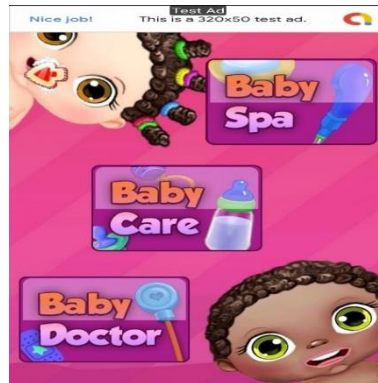 Test Ad
Nice job! This is a 320x50 test ad.
Baby
Spa
Baby
Care
Baby
Doctor